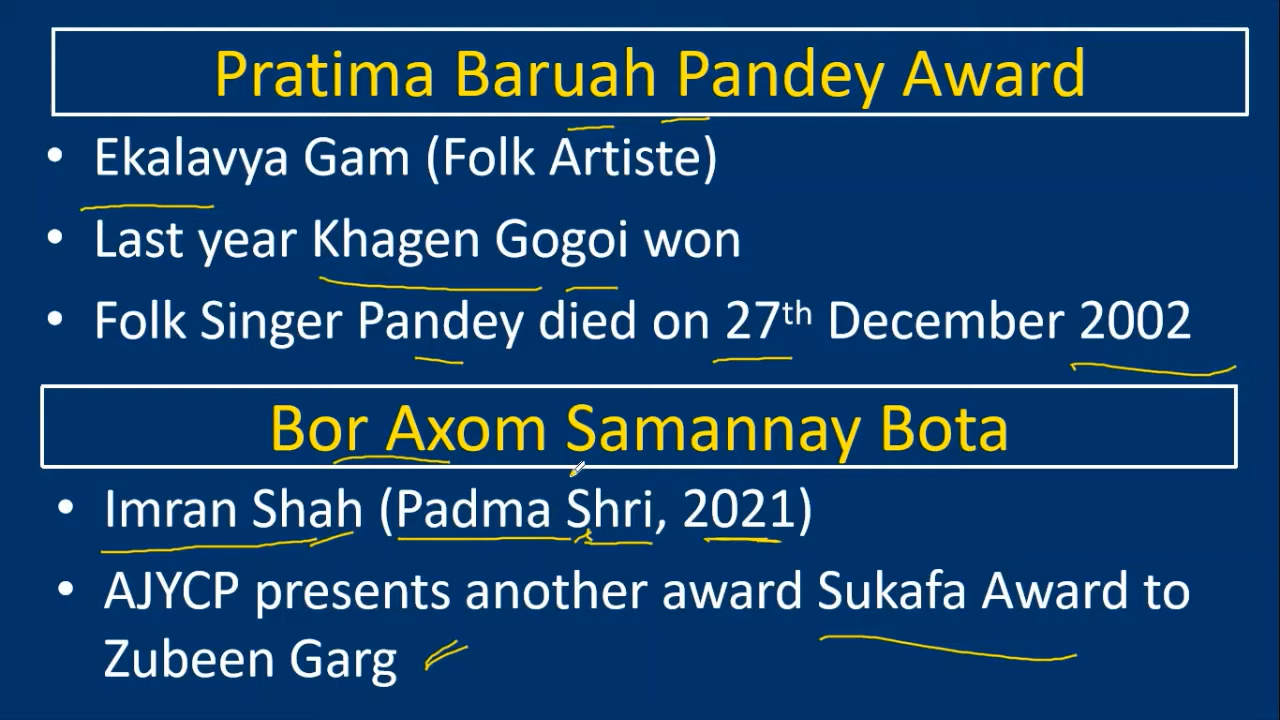 Pratima Baruah Pandey Award
• Ekalavya Gam (Folk Artiste)
• Last year Khagen Gogoi won
• Folk Singer Pandey died on 27th December 2002
Bor Axom Samannay Bota
• Imran Shah (Padma Shri, 2021)
• AJYCP presents another award Sukafa Award to
Zubeen Garg